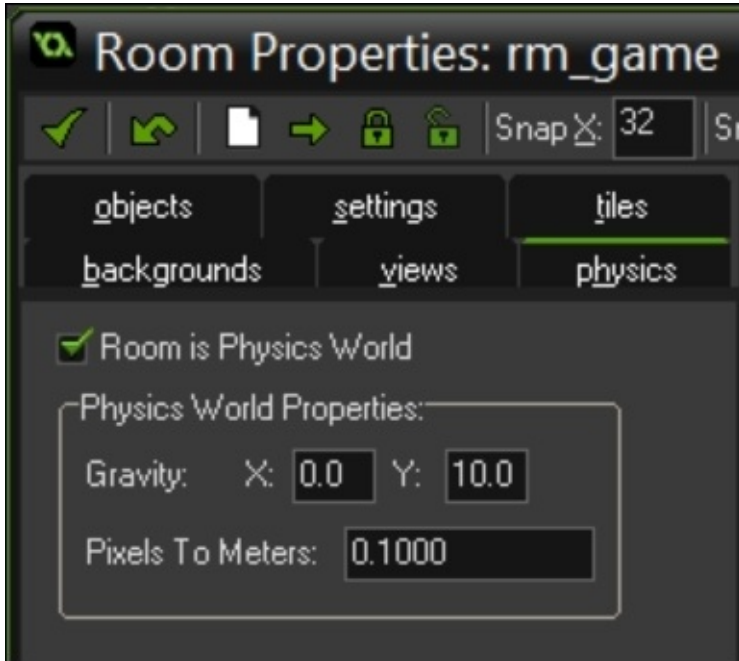 Room Properties: rm_game
Snap X: 32
objects settings tiles
backgrounds views physics
Room is Physics World
Physics World Properties:
Gravity: X: 0.0 Y: 10.0
Pixels To Meters: 0.1000